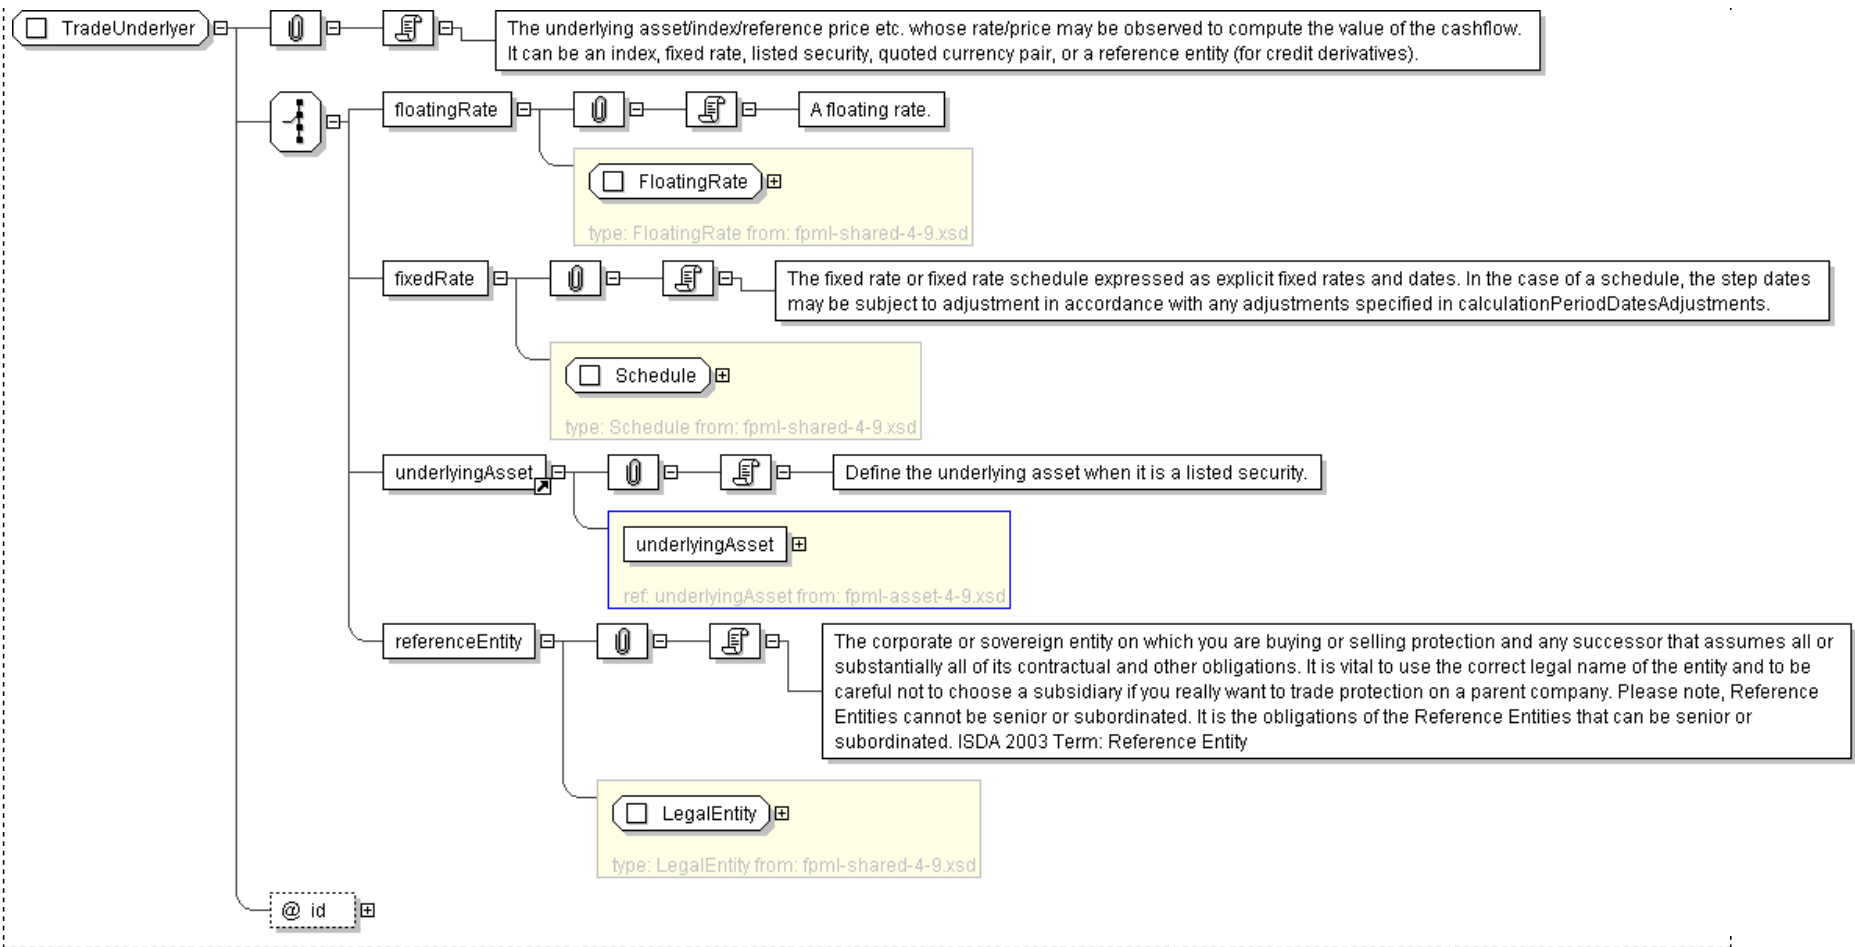 TradeUnderlyer
The underlying asset/index/reference price etc. whose rate/price may be observed to compute the value of the cashflow.
It can be an index, fixed rate, listed security, quoted currency pair, or a reference entity (for credit derivatives).
floatingRate
A floating rate.
FloatingRate
type: FloatingRate from: fpml-shared-4-9.xsd
fixedRate
The fixed rate or fixed rate schedule expressed as explicit fixed rates and dates. In the case of a schedule, the step dates
may be subject to adjustment in accordance with any adjustments specified in calculationPeriodDatesAdjustments.
Schedule
type: Schedule from: fpml-shared-4-9.xsd
underlyingAsset
Define the underlying asset when it is a listed security.
underlyingAsset
ref: underlyingAsset from: fpml-asset-4-9.xsd
referenceEntity
The corporate or sovereign entity on which you are buying or selling protection and any successor that assumes all or
substantially all of its contractual and other obligations. It is vital to use the correct legal name of the entity and to be
careful not to choose a subsidiary if you really want to trade protection on a parent company. Please note, Reference
Entities cannot be senior or subordinated. It is the obligations of the Reference Entities that can be senior or
subordinated. ISDA 2003 Term: Reference Entity
LegalEntity
type: LegalEntity from: fpml-shared-4-9.xsd
@ id